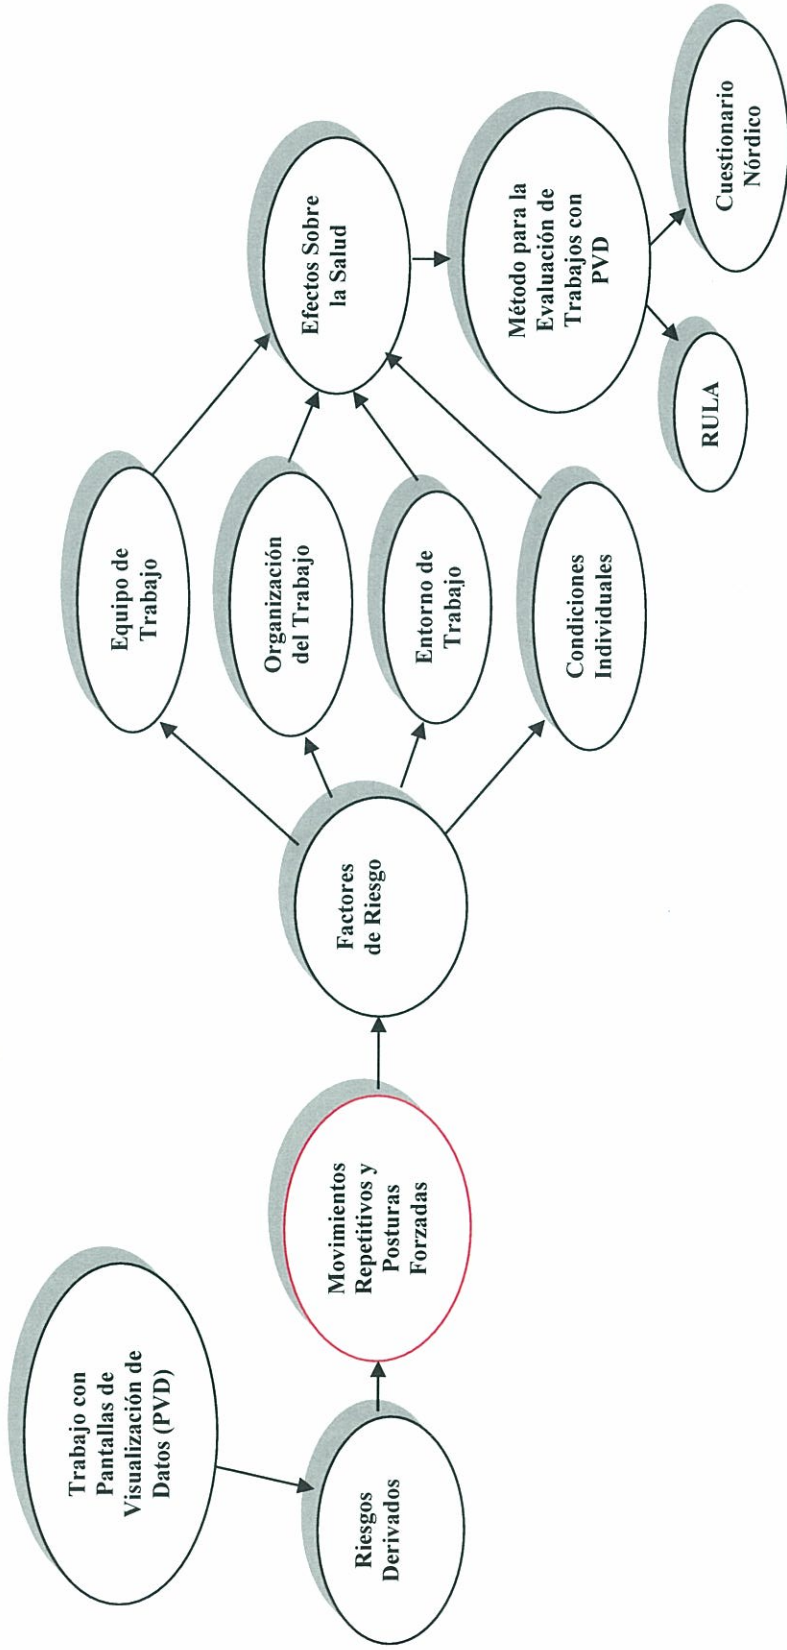 Trabajo con
Pantallas de
Visualización de
Datos (PVD)
Riesgos
Derivados
Movimientos
Repetitivos y
Posturas
Forzadas
Factores
de Riesgo
Equipo de
Trabajo
Organización
del Trabajo
Entorno de
Trabajo
Condiciones
Individuales
Efectos Sobre
la Salud
Método para la
Evaluación de
Trabajos con
PVD
RULA
Cuestionario
Nórdico